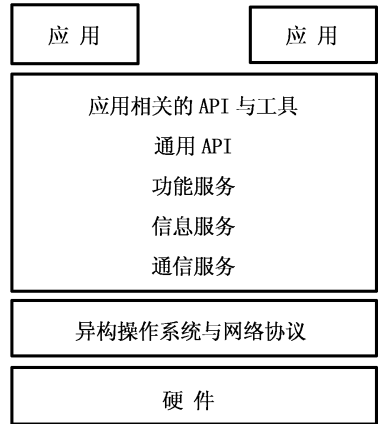 应 用
应 用
应用相关的 API 与工具
通用 API
功能服务
信息服务
通信服务
异构操作系统与网络协议
硬 件